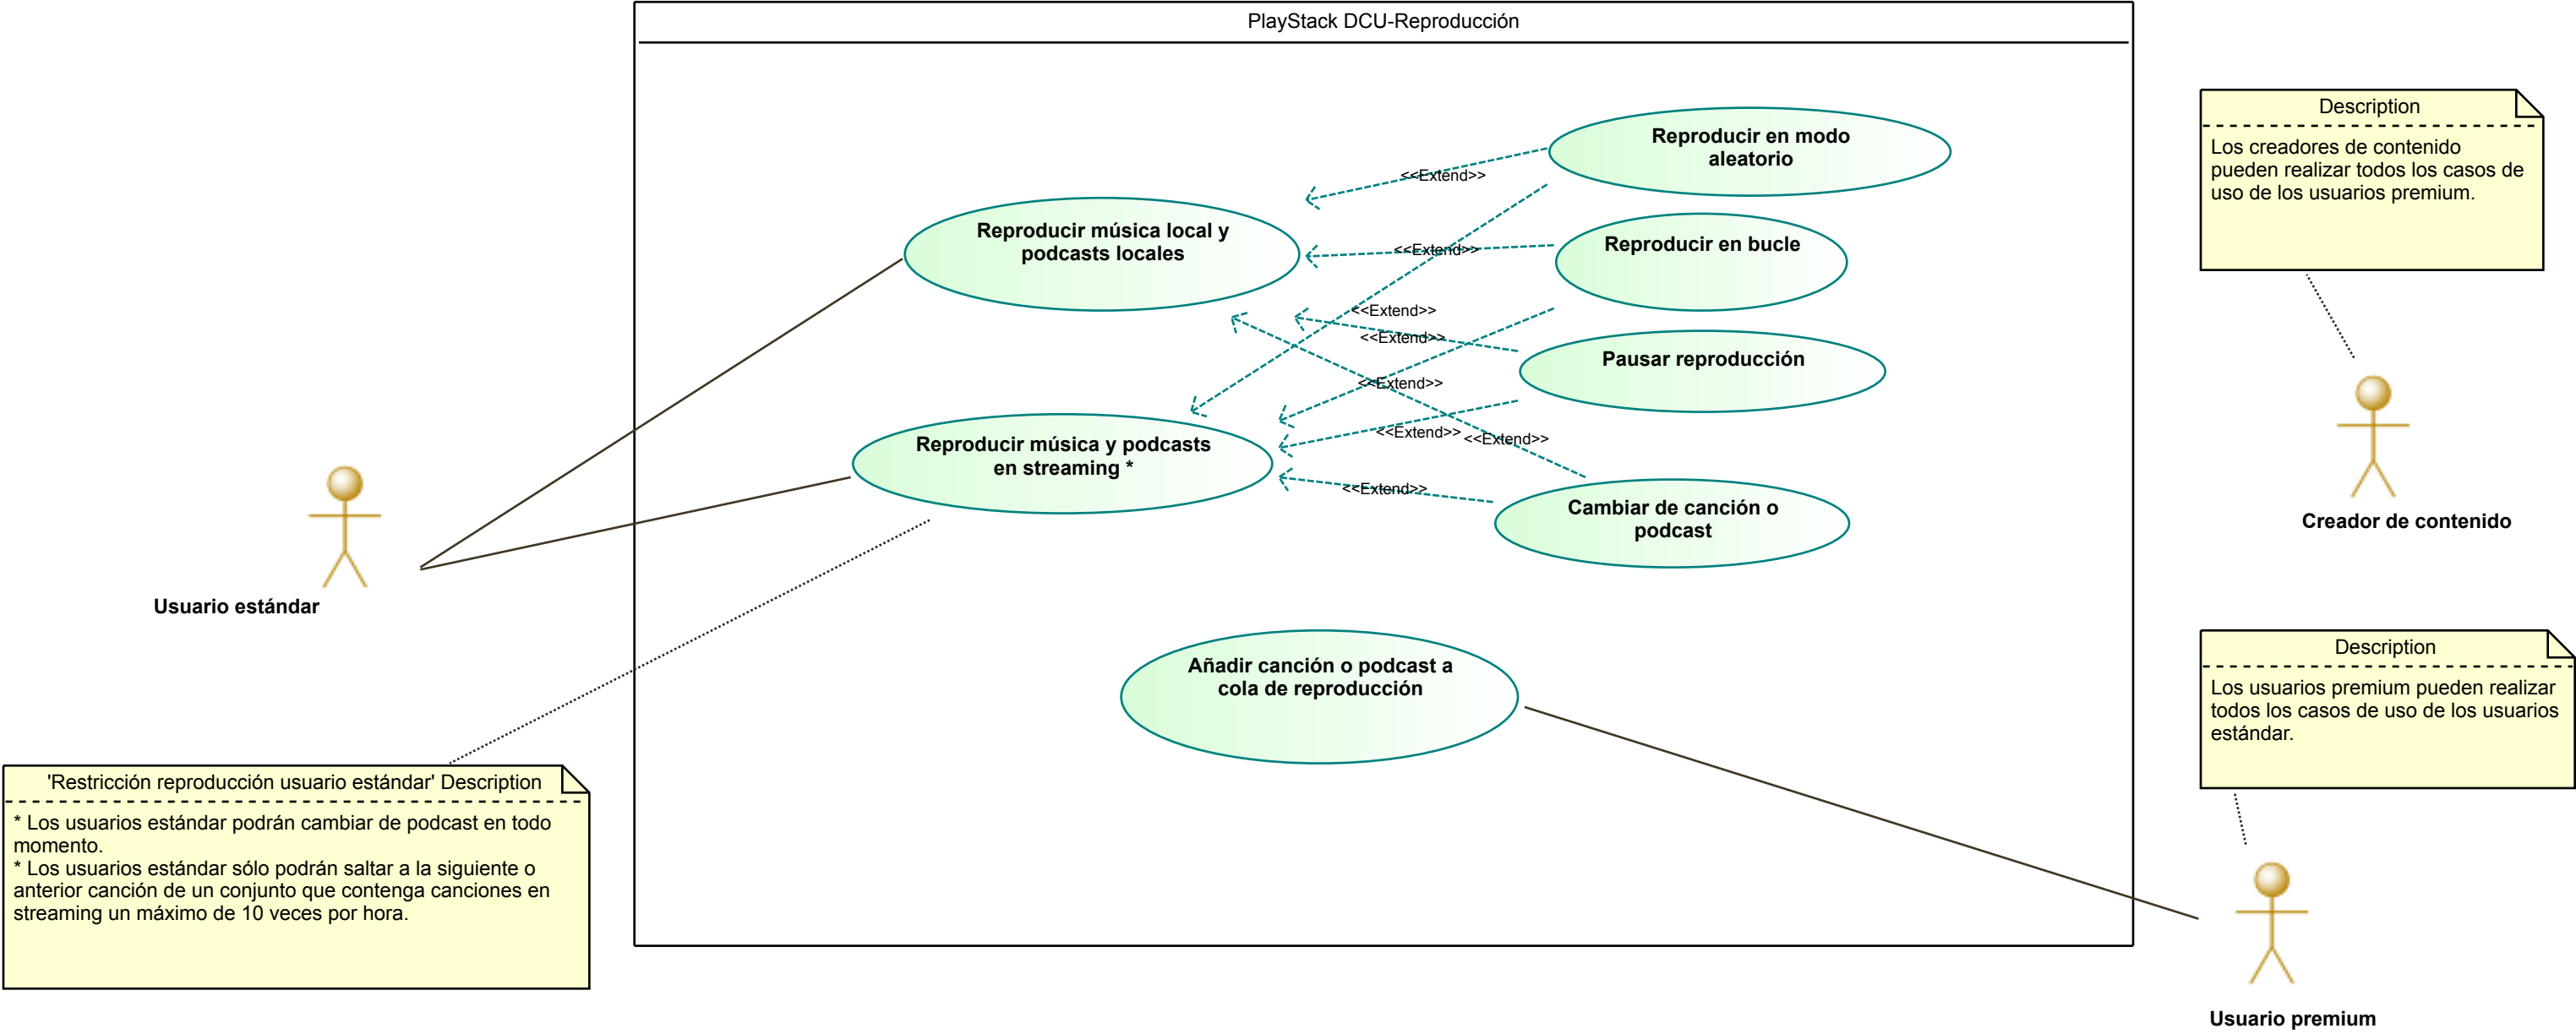 PlayStack DCU-Reproducción
Description
Los creadores de contenido
pueden realizar todos los casos de
uso de los usuarios premium.
Reproducir en modo
aleatorio
<<Extend>>
Reproducir música local y
podcasts locales
Reproducir en bucle
<<Extend>>
<<Extend>>
<<Extend>>
Pausar reproducción
<<Extend>>
Reproducir música y podcasts
en streaming *
<<Extend>>
<<Extend>>
<<Extend>>
Cambiar de canción o
podcast
Creador de contenido
Usuario estándar
Añadir canción o podcast a
cola de reproducción
Description
Los usuarios premium pueden realizar
todos los casos de uso de los usuarios
estándar.
'Restricción reproducción usuario estándar' Description
* Los usuarios estándar podrán cambiar de podcast en todo
momento.
* Los usuarios estándar sólo podrán saltar a la siguiente o
anterior canción de un conjunto que contenga canciones en
streaming un máximo de 10 veces por hora.
Usuario premium